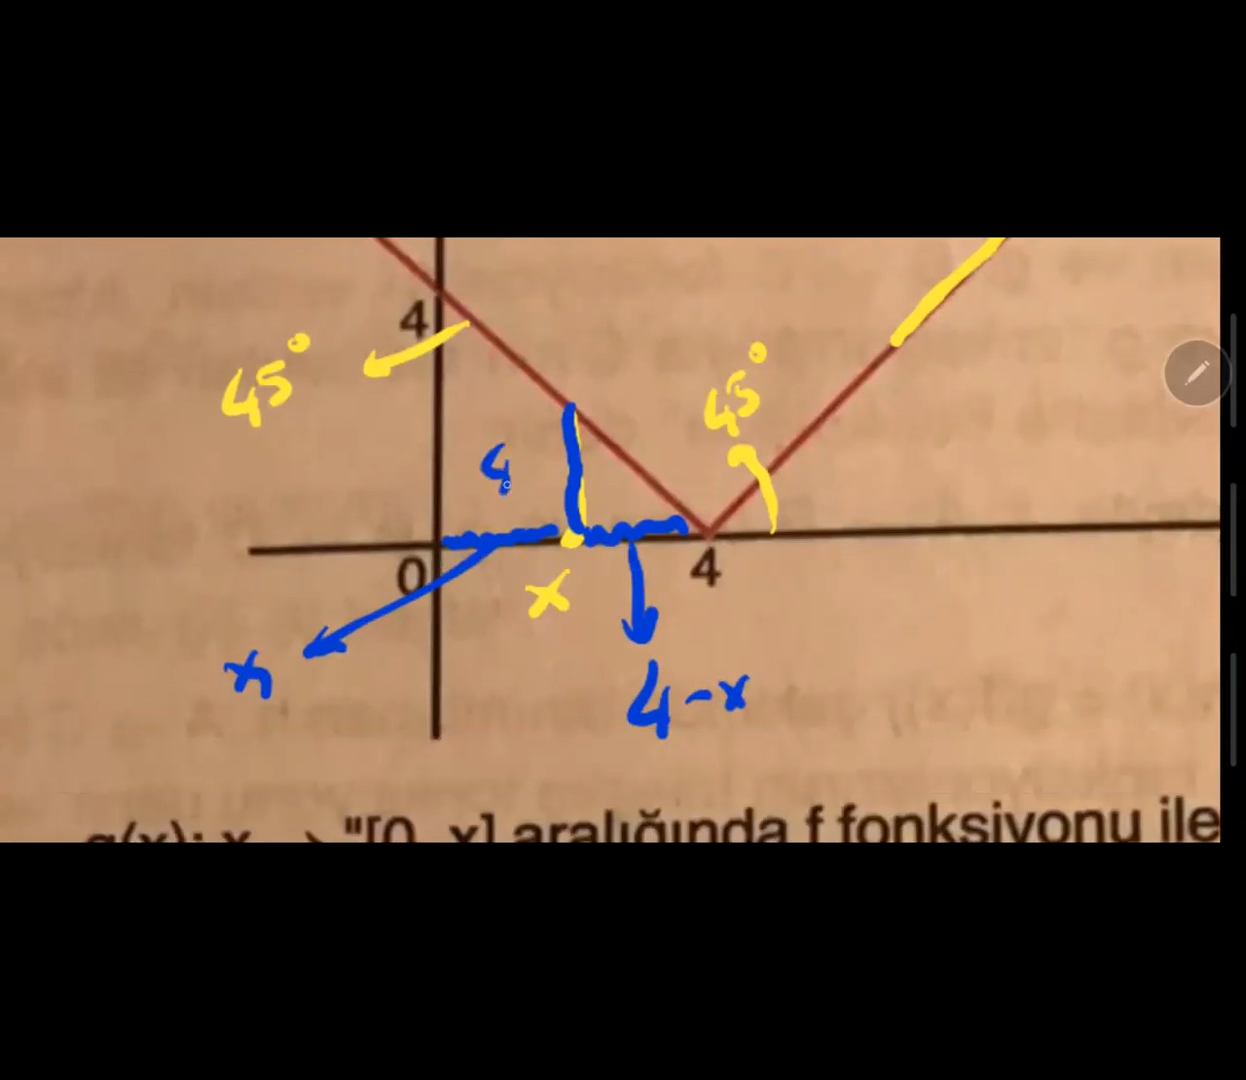 4
45°
45°
4
0
x
4
x
4-x
g(x): x → "[0, x] aralığında f fonksiyonu ile